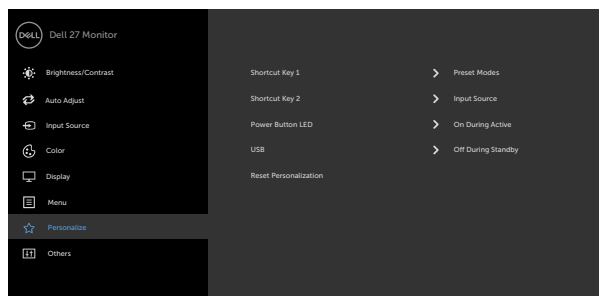 DELL Dell 27 Monitor
Brightness/Contrast Shortcut Key 1 Preset Modes
Auto Adjust Shortcut Key 2 Input Source
Input Source Power Button LED On During Active
Color USB Off During Standby
Display Reset Personalization
Menu
Personalize
Others